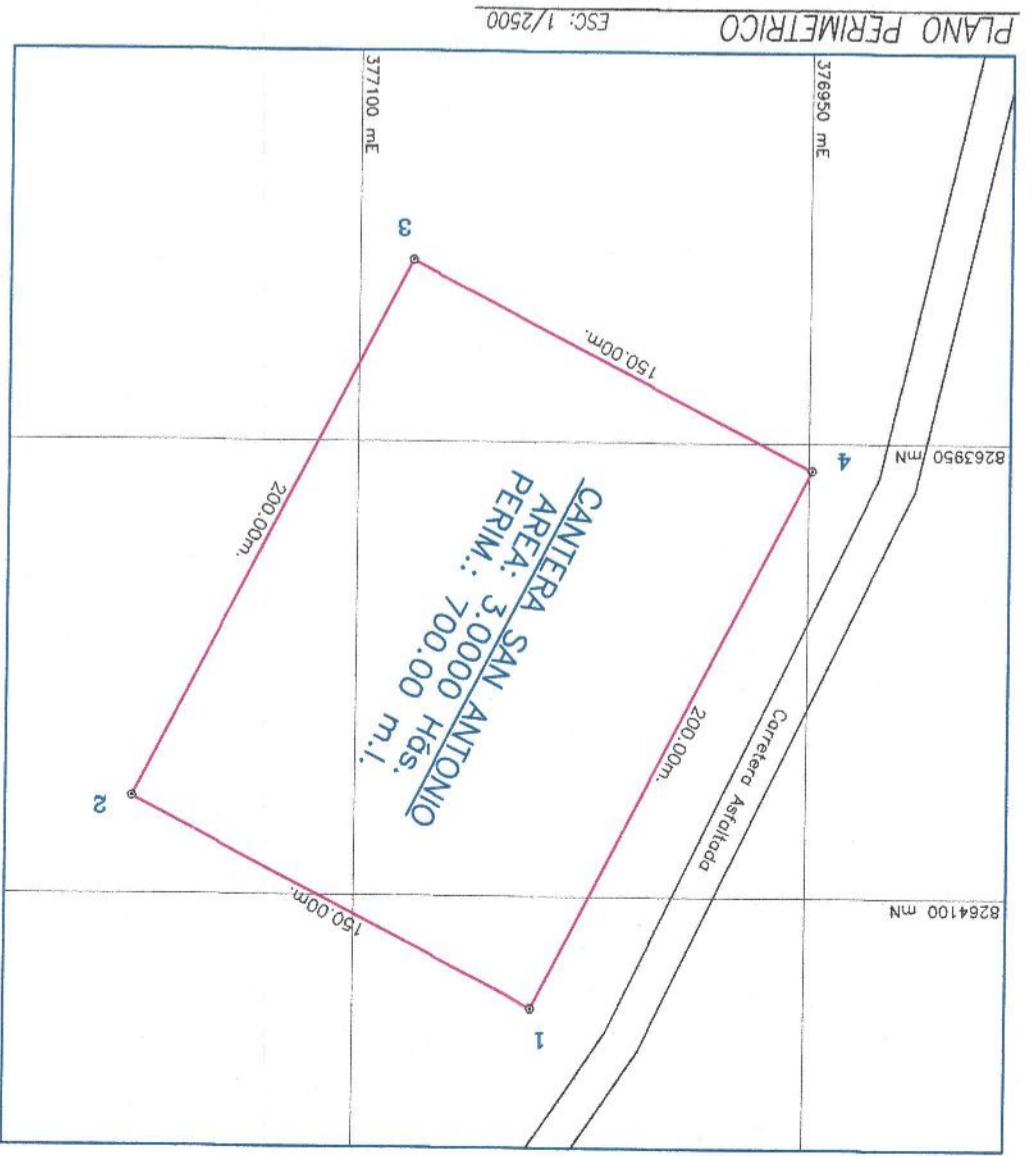 1
150.00m.
2
8264100 mN
Carretera Asfaltada
200.00m.
CANTERA SAN ANTONIO
AREA: 3.0000 Hás.
PERIM.: 700.00 m.l.
200.00m.
8263950 mN
4
150.00m.
3
376950 mE
377100 mE
PLANO PERIMETRICO
ESC: 1/2500